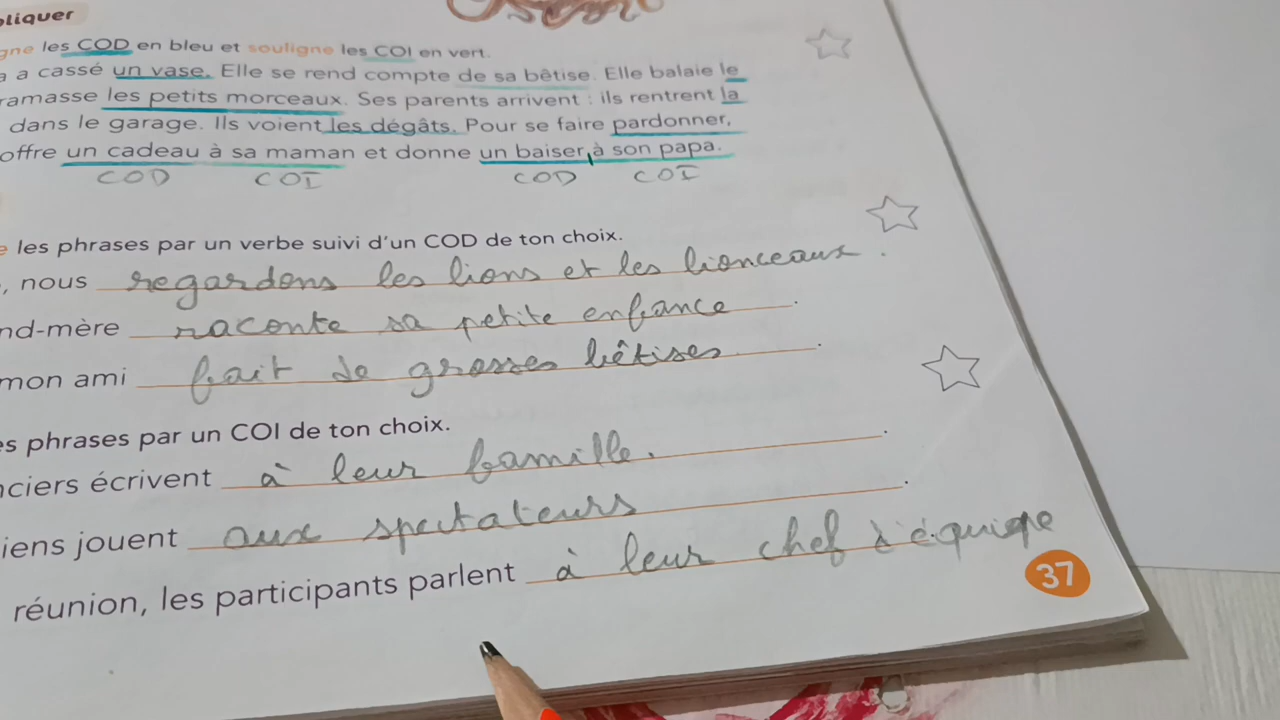 pliquer
gne les COD en bleu et souligne les COI en vert.
a a cassé un vase. Elle se rend compte de sa bêtise. Elle balaie le
ramasse les petits morceaux. Ses parents arrivent : ils rentrent la
dans le garage. Ils voient les dégâts. Pour se faire pardonner,
offre un cadeau à sa maman et donne un baiser à son papa.
COD COI COD COI
e les phrases par un verbe suivi d'un COD de ton choix.
, nous regardons les lions et les lionceaux .
nd-mère raconte sa petite enfance .
mon ami fait de grosses bêtises .
es phrases par un COI de ton choix.
nciers écrivent à leur famille. .
iens jouent aux spectateurs .
réunion, les participants parlent à leur chef d'équipe
37